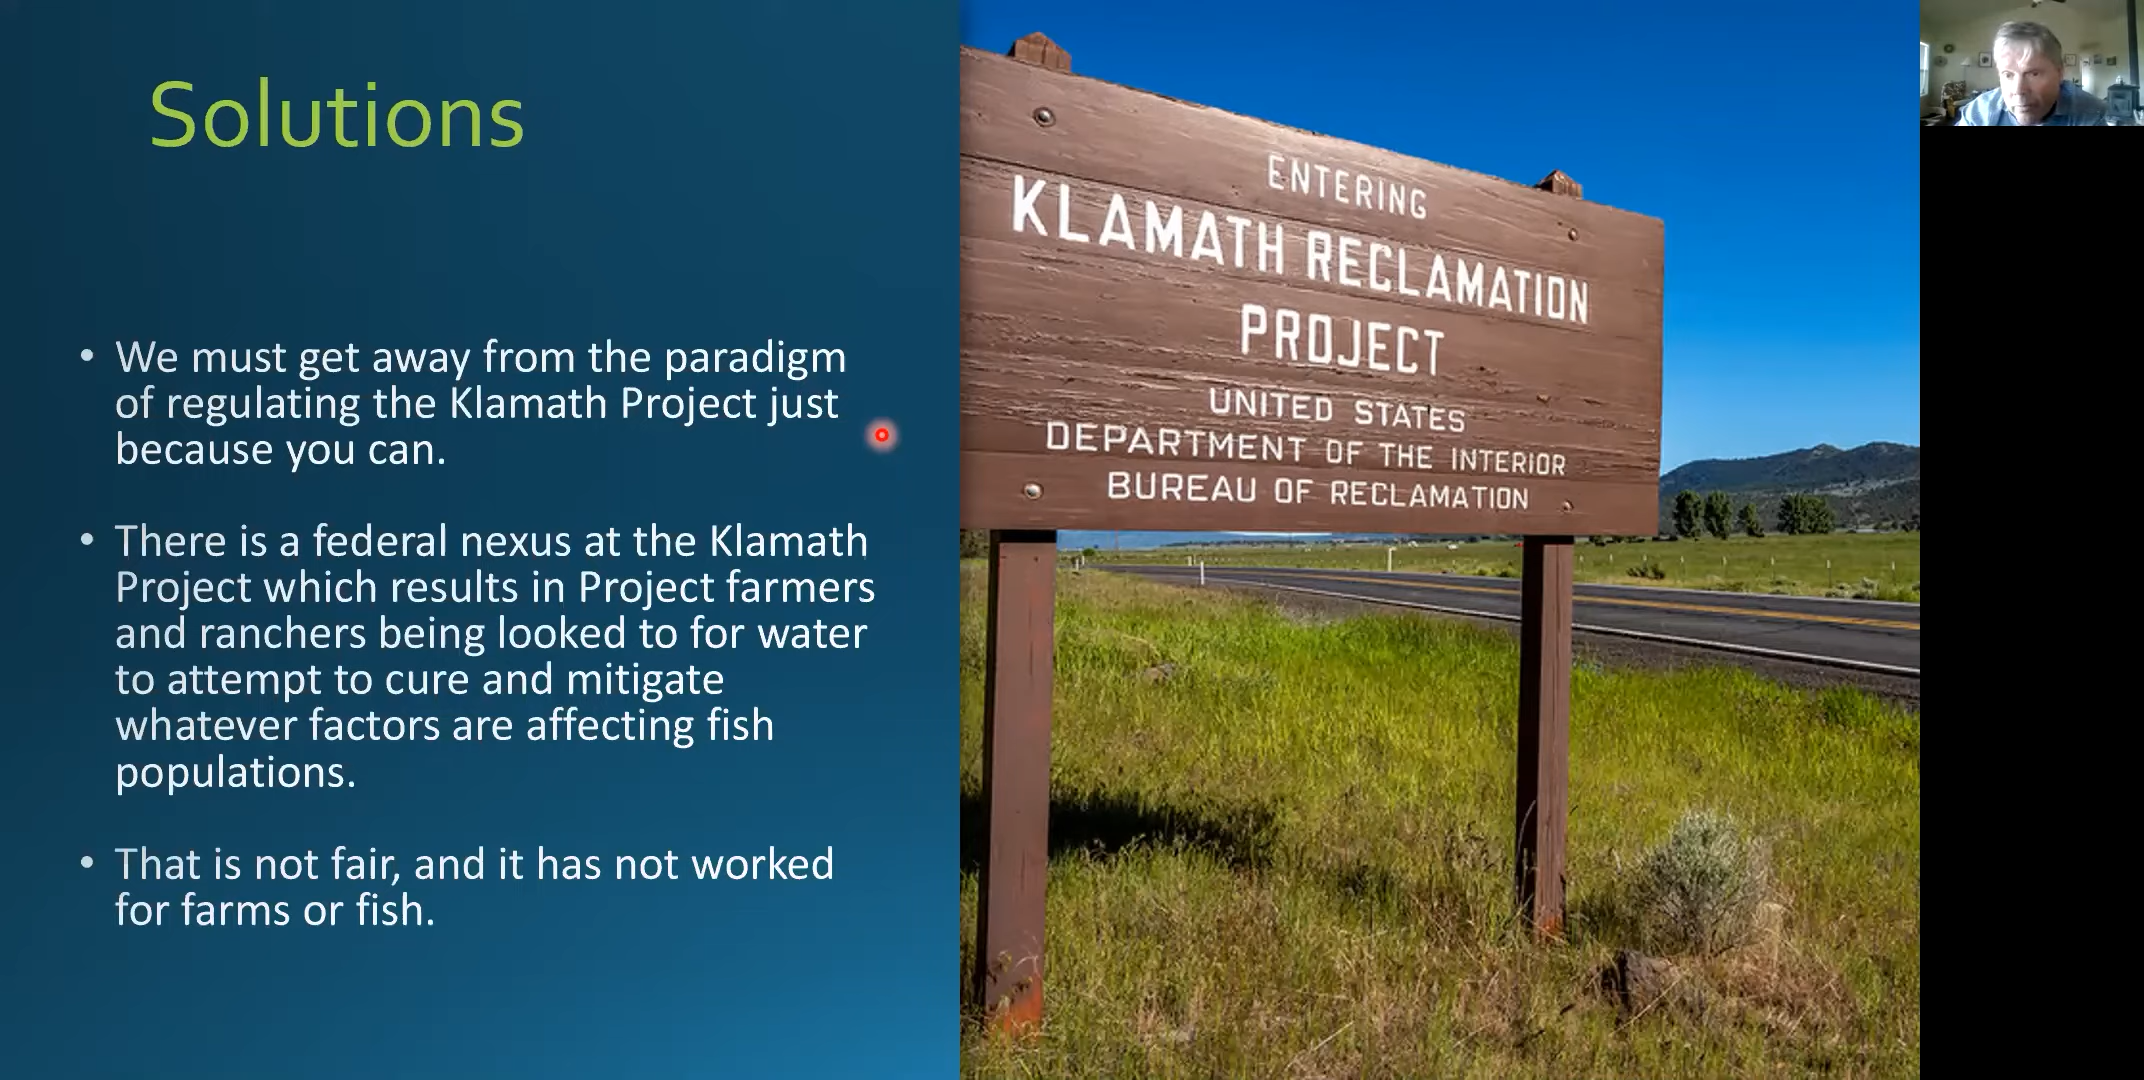 Solutions
• We must get away from the paradigm
of regulating the Klamath Project just
because you can.
• There is a federal nexus at the Klamath
Project which results in Project farmers
and ranchers being looked to for water
to attempt to cure and mitigate
whatever factors are affecting fish
populations.
• That is not fair, and it has not worked
for farms or fish.
ENTERING
KLAMATH RECLAMATION
PROJECT
UNITED STATES
DEPARTMENT OF THE INTERIOR
BUREAU OF RECLAMATION